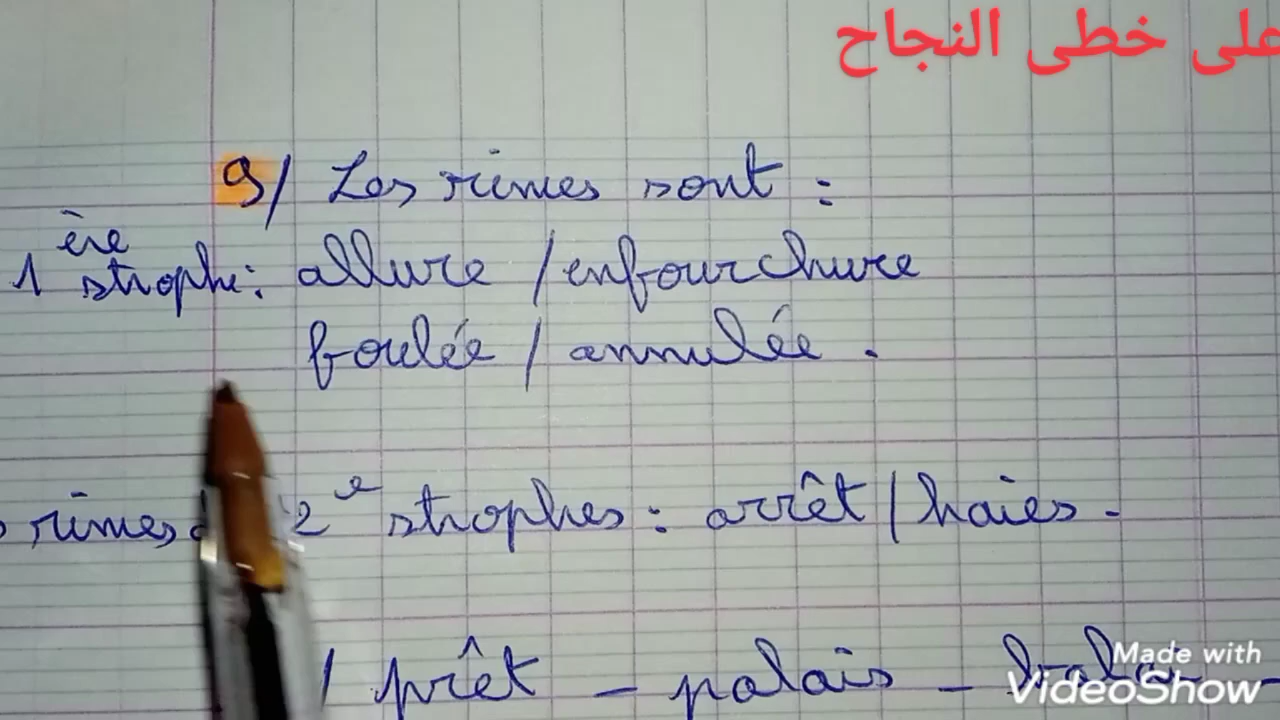 على خطى النجاح
9/ Les rimes sont :
1ère strophe: allure / enfourchure
foulée / annulée .
rimes 2e strophes : arrêt / haies .
/ prêt - palais -
Made with
VideoShow